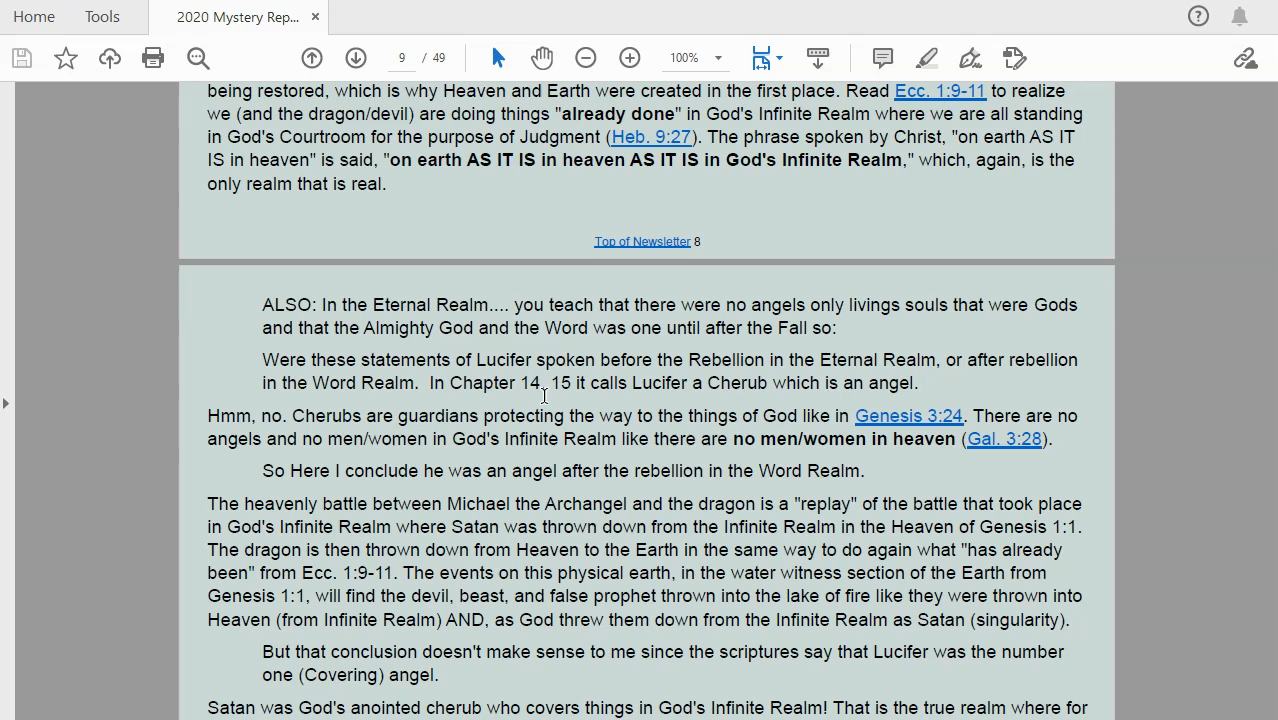 Home Tools 2020 Mystery Rep... ×
9 / 49 100%
being restored, which is why Heaven and Earth were created in the first place. Read Ecc. 1:9-11 to realize
we (and the dragon/devil) are doing things "already done" in God's Infinite Realm where we are all standing
in God's Courtroom for the purpose of Judgment (Heb. 9:27). The phrase spoken by Christ, "on earth AS IT
IS in heaven" is said, "on earth AS IT IS in heaven AS IT IS in God's Infinite Realm," which, again, is the
only realm that is real.
Top of Newsletter 8
ALSO: In the Eternal Realm.... you teach that there were no angels only livings souls that were Gods
and that the Almighty God and the Word was one until after the Fall so:
Were these statements of Lucifer spoken before the Rebellion in the Eternal Realm, or after rebellion
in the Word Realm. In Chapter 14, 15 it calls Lucifer a Cherub which is an angel.
Hmm, no. Cherubs are guardians protecting the way to the things of God like in Genesis 3:24. There are no
angels and no men/women in God's Infinite Realm like there are no men/women in heaven (Gal. 3:28).
So Here I conclude he was an angel after the rebellion in the Word Realm.
The heavenly battle between Michael the Archangel and the dragon is a "replay" of the battle that took place
in God's Infinite Realm where Satan was thrown down from the Infinite Realm in the Heaven of Genesis 1:1.
The dragon is then thrown down from Heaven to the Earth in the same way to do again what "has already
been" from Ecc. 1:9-11. The events on this physical earth, in the water witness section of the Earth from
Genesis 1:1, will find the devil, beast, and false prophet thrown into the lake of fire like they were thrown into
Heaven (from Infinite Realm) AND, as God threw them down from the Infinite Realm as Satan (singularity).
But that conclusion doesn't make sense to me since the scriptures say that Lucifer was the number
one (Covering) angel.
Satan was God's anointed cherub who covers things in God's Infinite Realm! That is the true realm where for